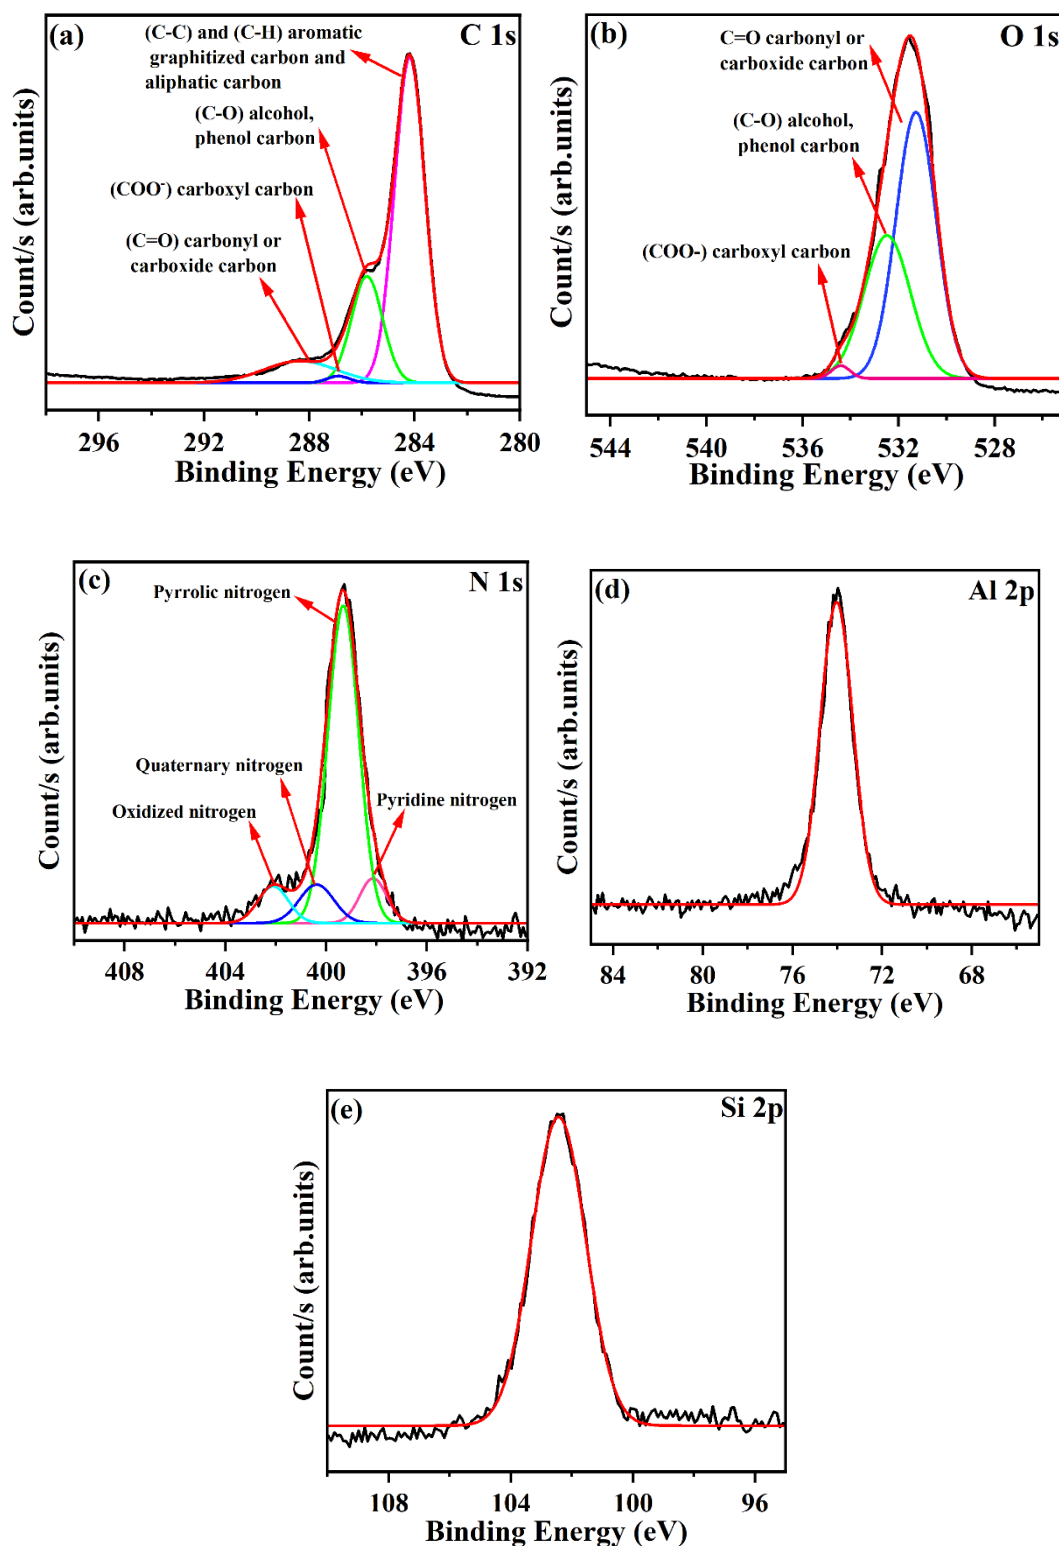 (a)
C 1s
(C-C) and (C-H) aromatic
graphitized carbon and
aliphatic carbon
(C-O) alcohol,
phenol carbon
(COO⁻) carboxyl carbon
(C=O) carbonyl or
carboxide carbon
Count/s (arb.units)
296 292 288 284 280
Binding Energy (eV)
(b)
O 1s
C=O carbonyl or
carboxide carbon
(C-O) alcohol,
phenol carbon
(COO-) carboxyl carbon
Count/s (arb.units)
544 540 536 532 528
Binding Energy (eV)
(c)
N 1s
Pyrrolic nitrogen
Quaternary nitrogen
Oxidized nitrogen
Pyridine nitrogen
Count/s (arb.units)
408 404 400 396 392
Binding Energy (eV)
(d)
Al 2p
Count/s (arb.units)
84 80 76 72 68
Binding Energy (eV)
(e)
Si 2p
Count/s (arb.units)
108 104 100 96
Binding Energy (eV)